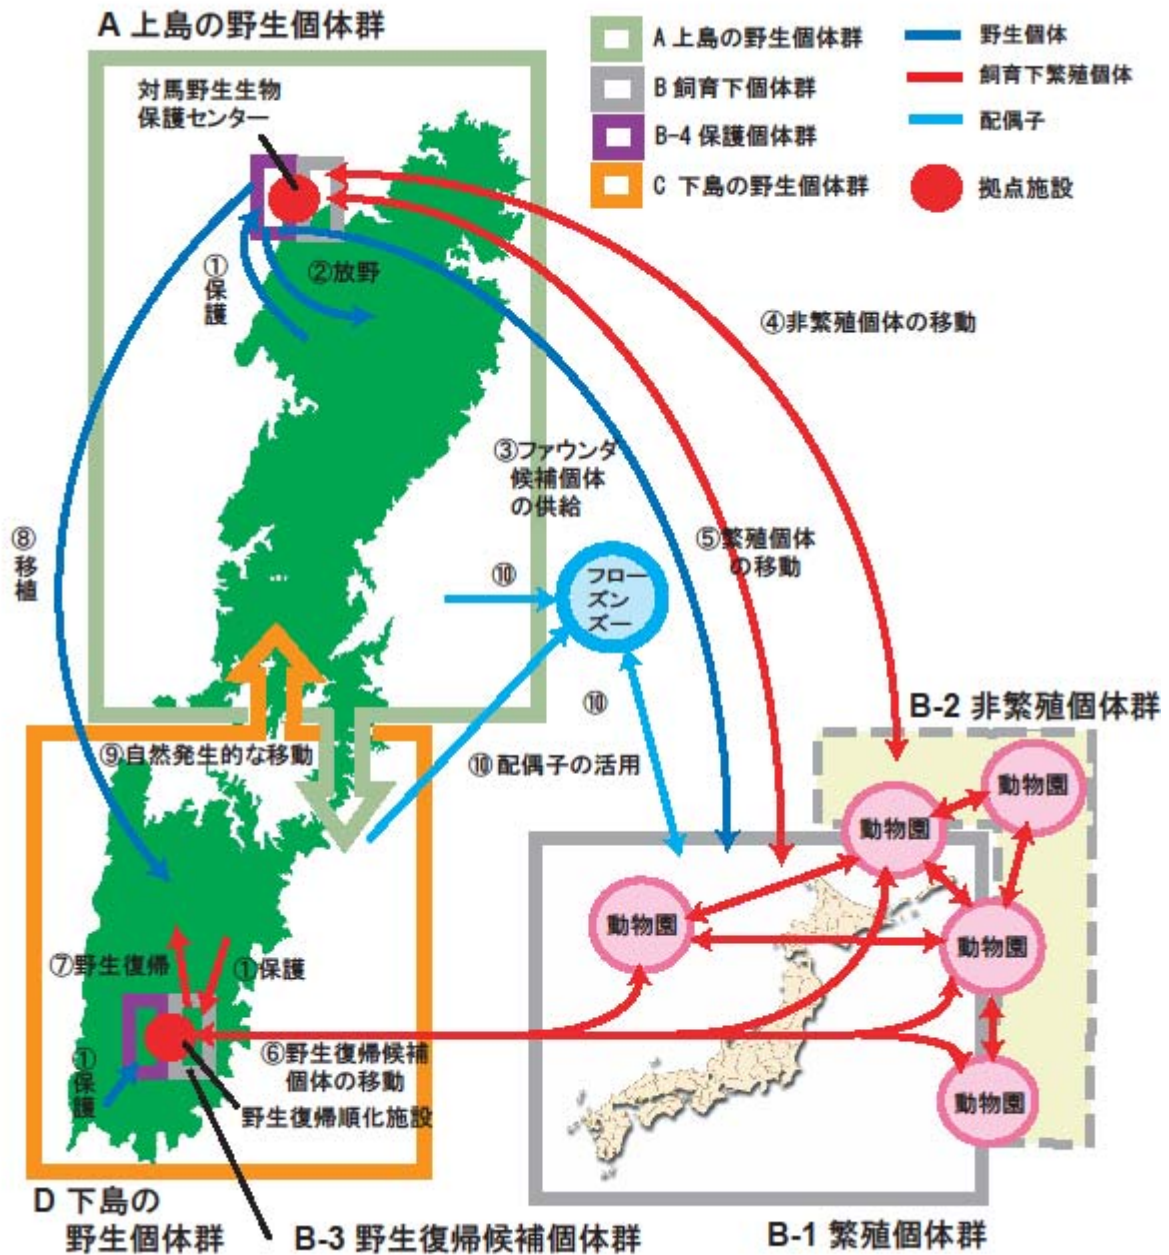 A 上島の野生個体群
A 上島の野生個体群
B 飼育下個体群
B-4 保護個体群
C 下島の野生個体群
野生個体
飼育下繁殖個体
配偶子
拠点施設
対馬野生生物
保護センター
①保護
②放野
④非繁殖個体の移動
③ファウンダ
候補個体
の供給
⑤繁殖個体
の移動
⑧移植
⑩
フロー
ズン
ズー
⑩
B-2 非繁殖個体群
⑨自然発生的な移動
⑩配偶子の活用
動物園
動物園
動物園
動物園
動物園
⑦野生復帰
①保護
①保護
⑥野生復帰候補
個体の移動
野生復帰順化施設
D 下島の
野生個体群
B-3 野生復帰候補個体群
B-1 繁殖個体群